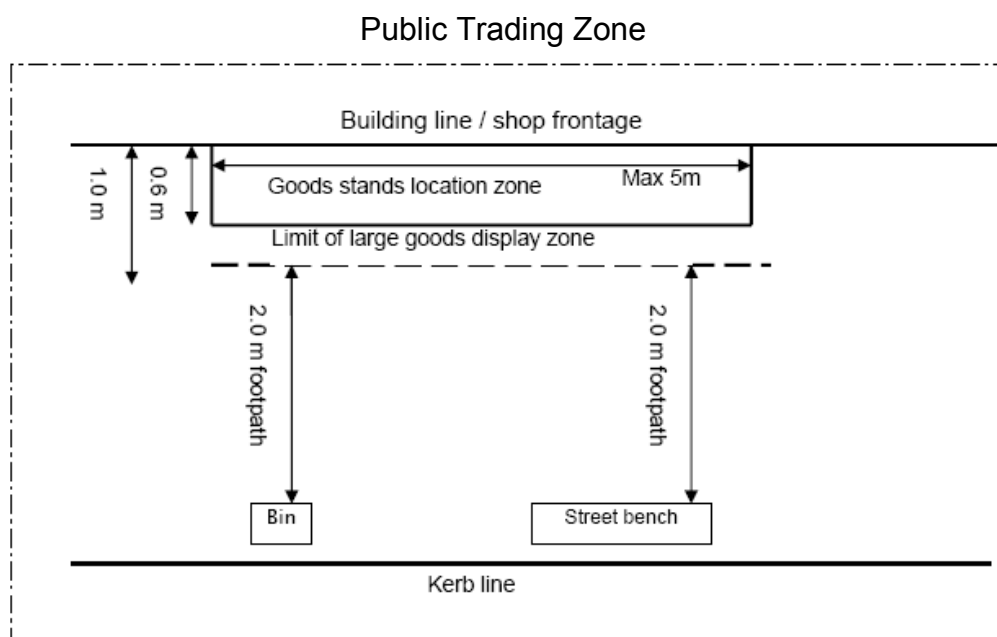 Public Trading Zone
Building line / shop frontage
1.0 m
0.6 m
Goods stands location zone
Max 5m
Limit of large goods display zone
2.0 m footpath
2.0 m footpath
Bin
Street bench
Kerb line